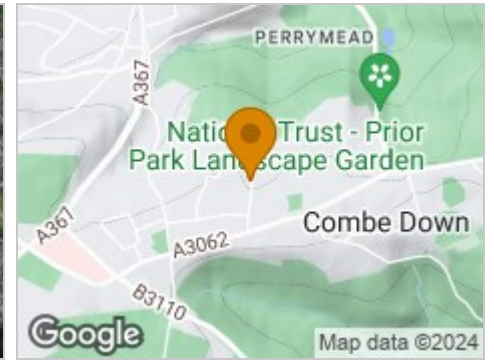 PERRYMEAD
A367
National Trust - Prior
Park Landscape Garden
A367
A3062
Combe Down
B3110
Google
Map data ©2024